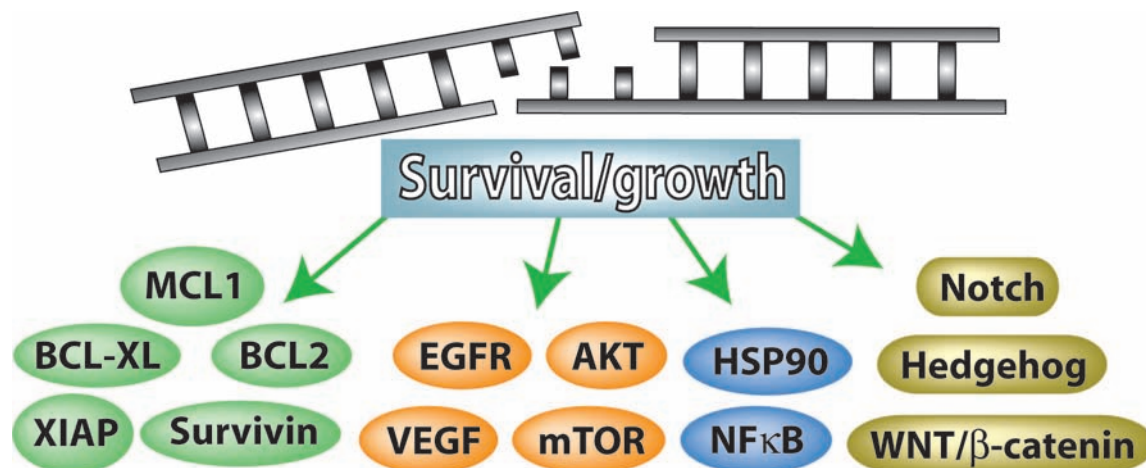 Survival/growth
MCL1
BCL-XL
BCL2
XIAP
Survivin
EGFR
AKT
VEGF
mTOR
HSP90
NFκB
Notch
Hedgehog
WNT/β-catenin